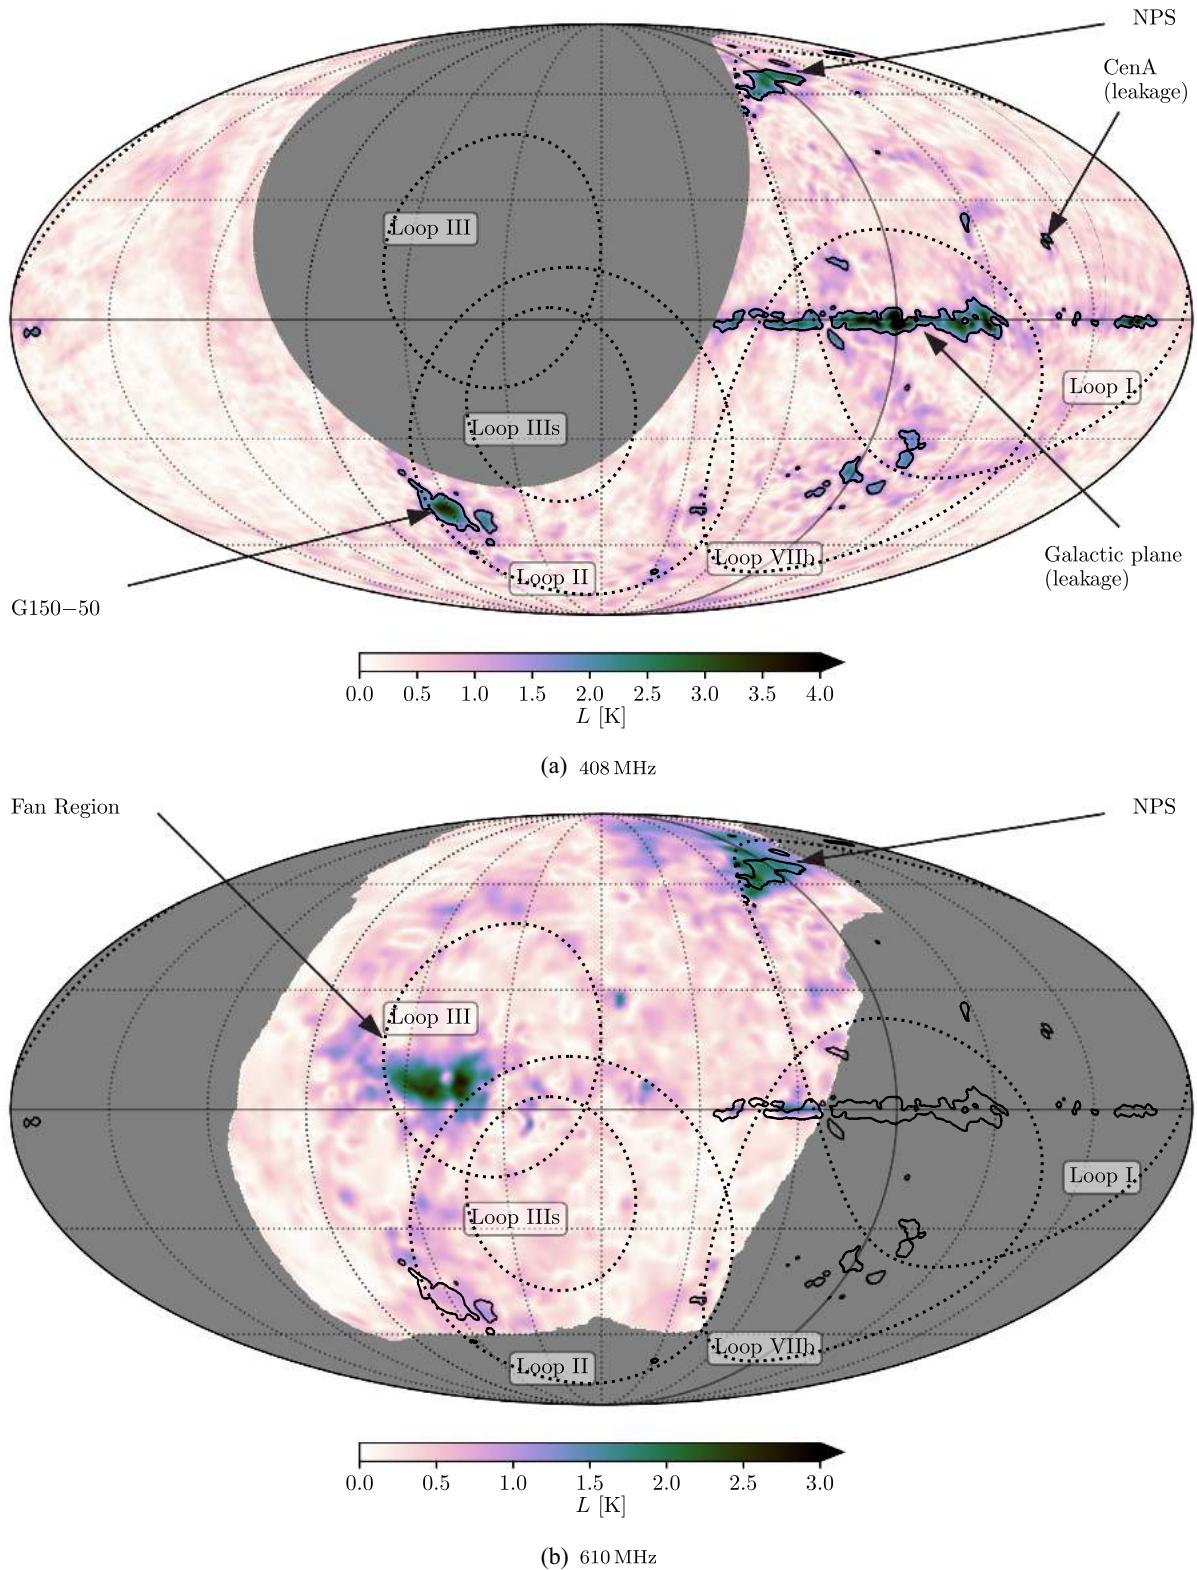 NPS
CenA
(leakage)
Loop III
Loop IIIs
Loop I
Loop VIIb
Loop II
Galactic plane
(leakage)
G150−50
0.0 0.5 1.0 1.5 2.0 2.5 3.0 3.5 4.0
L [K]
(a) 408 MHz
Fan Region
NPS
Loop III
Loop I
Loop IIIs
Loop VIIb
Loop II
0.0 0.5 1.0 1.5 2.0 2.5 3.0
L [K]
(b) 610 MHz